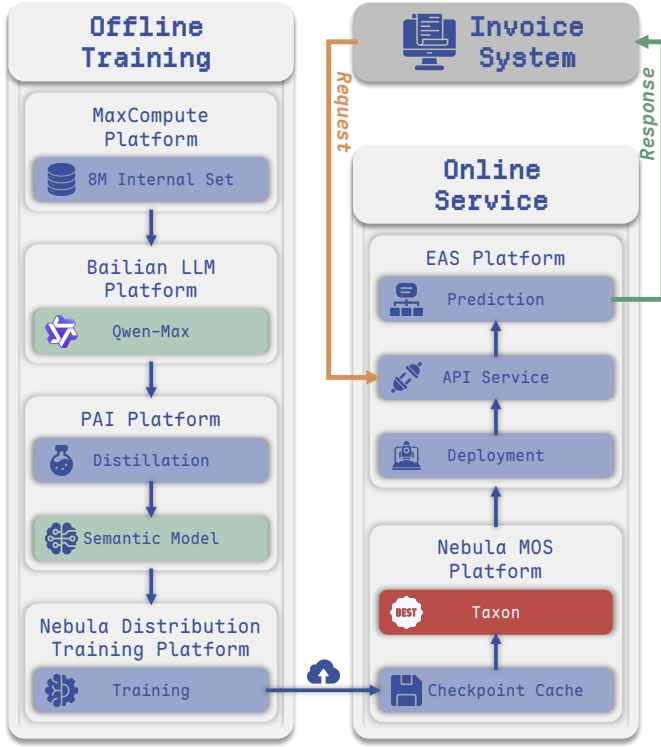 Offline
Training
MaxCompute
Platform
8M Internal Set
Bailian LLM
Platform
Qwen-Max
PAI Platform
Distillation
Semantic Model
Nebula Distribution
Training Platform
Training
Invoice
System
Request
Response
Online
Service
EAS Platform
Prediction
API Service
Deployment
Nebula MOS
Platform
BEST
Taxon
Checkpoint Cache